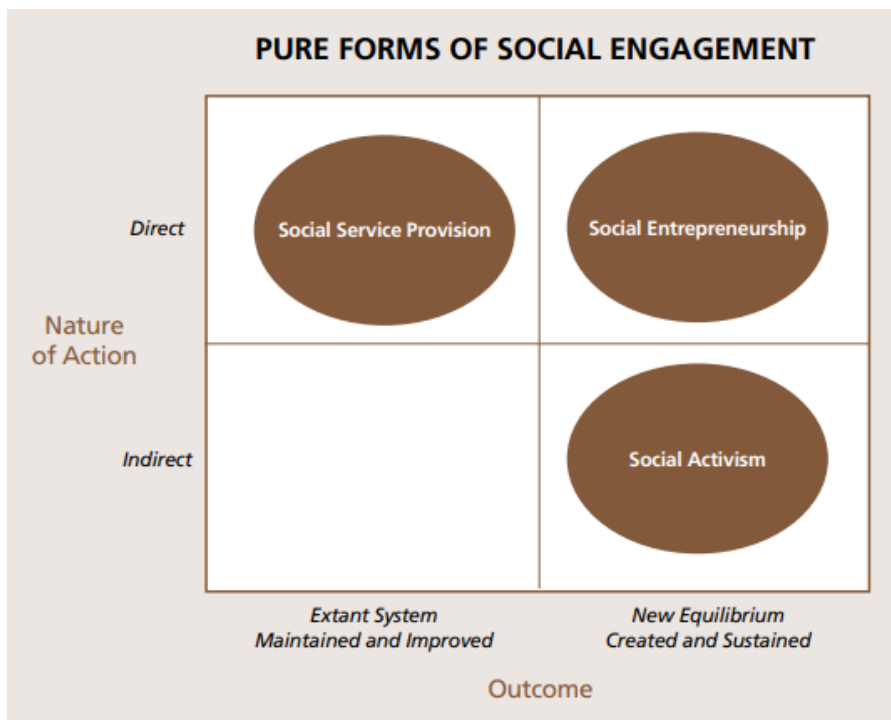 PURE FORMS OF SOCIAL ENGAGEMENT
Direct
Social Service Provision
Social Entrepreneurship
Nature
of Action
Indirect
Social Activism
Extant System
Maintained and Improved
New Equilibrium
Created and Sustained
Outcome